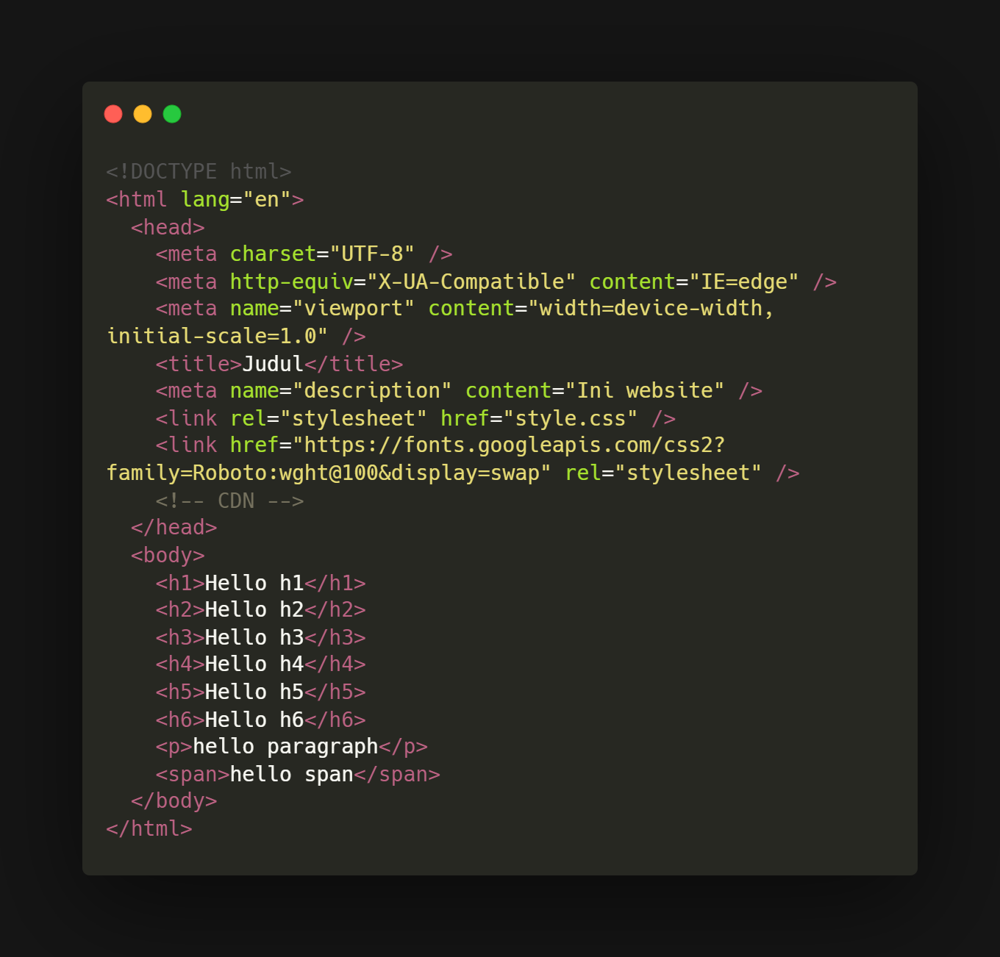 <!DOCTYPE html>
<html lang="en">
  <head>
    <meta charset="UTF-8" />
    <meta http-equiv="X-UA-Compatible" content="IE=edge" />
    <meta name="viewport" content="width=device-width,
initial-scale=1.0" />
    <title>Judul</title>
    <meta name="description" content="Ini website" />
    <link rel="stylesheet" href="style.css" />
    <link href="https://fonts.googleapis.com/css2?
family=Roboto:wght@100&display=swap" rel="stylesheet" />
    <!-- CDN -->
  </head>
  <body>
    <h1>Hello h1</h1>
    <h2>Hello h2</h2>
    <h3>Hello h3</h3>
    <h4>Hello h4</h4>
    <h5>Hello h5</h5>
    <h6>Hello h6</h6>
    <p>hello paragraph</p>
    <span>hello span</span>
  </body>
</html>